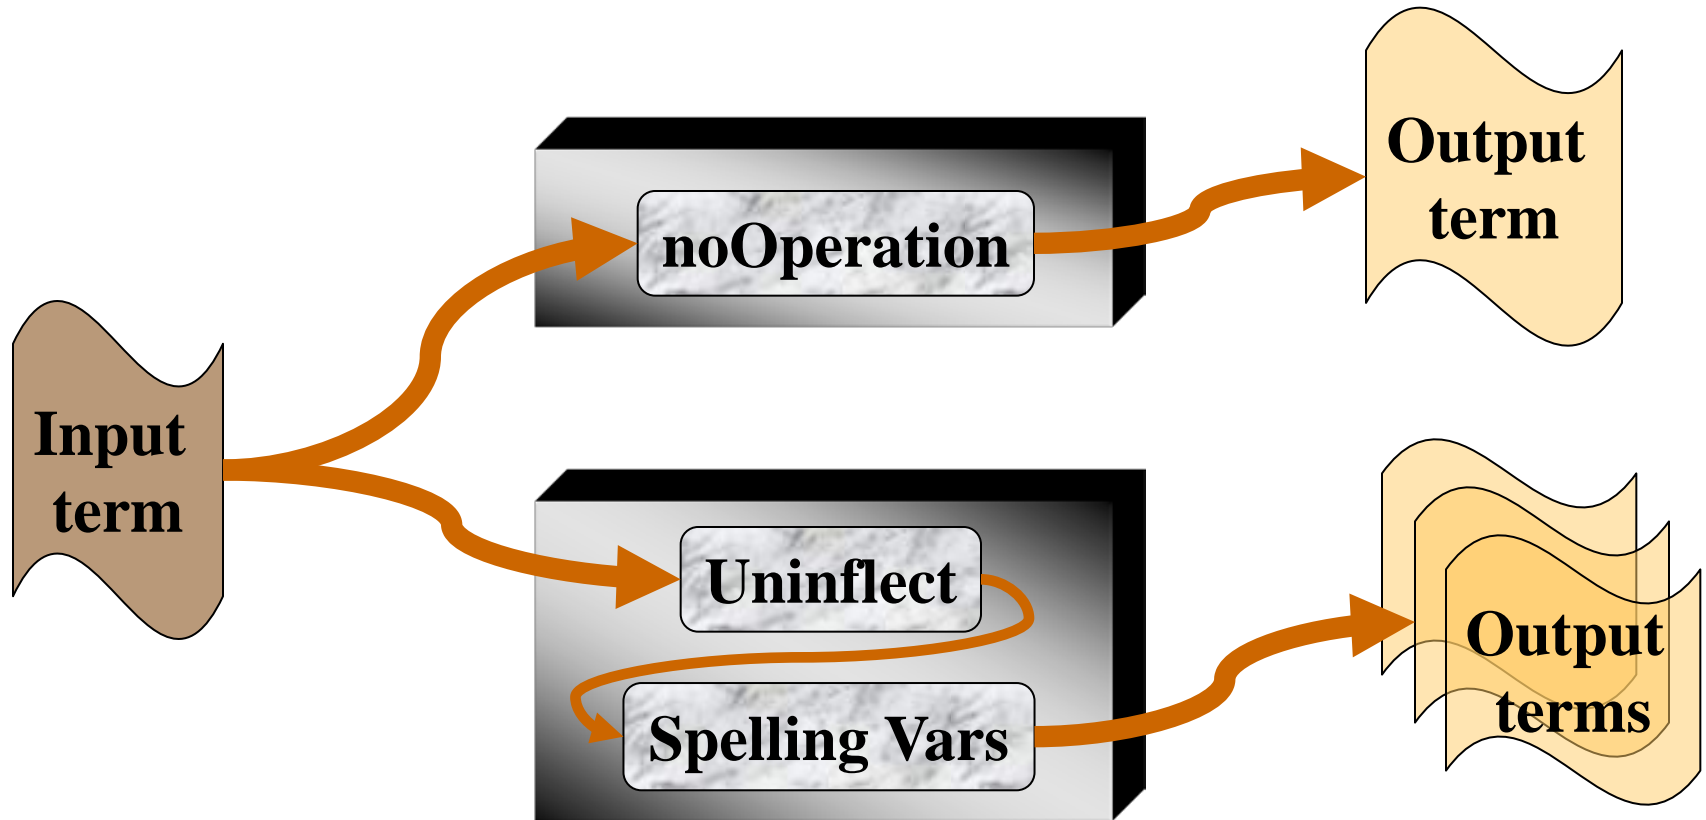 Input
term
noOperation
Output
term
Uninflect
Spelling Vars
Output
terms